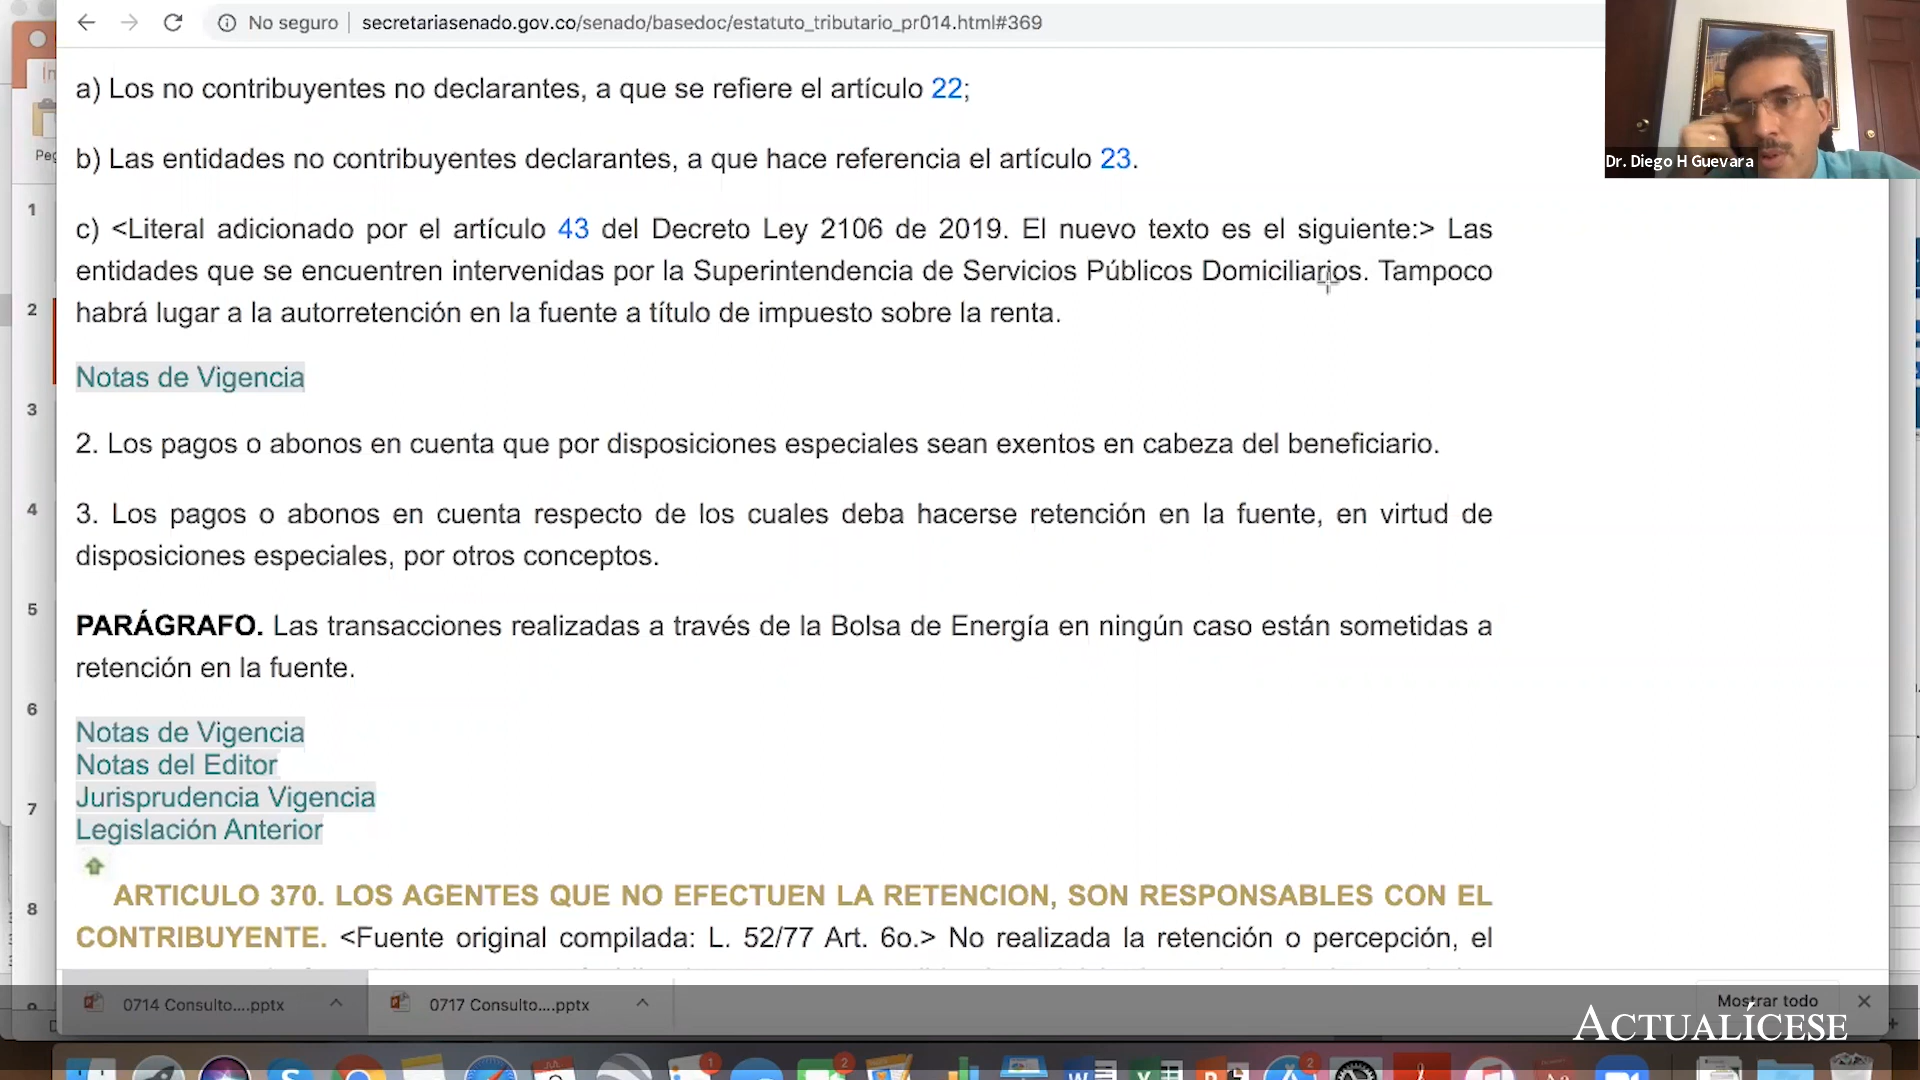 No seguro secretariasenado.gov.co/senado/basedoc/estatuto_tributario_pr014.html#369
a) Los no contribuyentes no declarantes, a que se refiere el artículo 22;
b) Las entidades no contribuyentes declarantes, a que hace referencia el artículo 23.
Dr. Diego H Guevara
c) <Literal adicionado por el artículo 43 del Decreto Ley 2106 de 2019. El nuevo texto es el siguiente:> Las
entidades que se encuentren intervenidas por la Superintendencia de Servicios Públicos Domiciliarios. Tampoco
habrá lugar a la autorretención en la fuente a título de impuesto sobre la renta.
Notas de Vigencia
2. Los pagos o abonos en cuenta que por disposiciones especiales sean exentos en cabeza del beneficiario.
3. Los pagos o abonos en cuenta respecto de los cuales deba hacerse retención en la fuente, en virtud de
disposiciones especiales, por otros conceptos.
PARÁGRAFO. Las transacciones realizadas a través de la Bolsa de Energía en ningún caso están sometidas a
retención en la fuente.
Notas de Vigencia
Notas del Editor
Jurisprudencia Vigencia
Legislación Anterior
ARTICULO 370. LOS AGENTES QUE NO EFECTUEN LA RETENCION, SON RESPONSABLES CON EL
CONTRIBUYENTE. <Fuente original compilada: L. 52/77 Art. 6o.> No realizada la retención o percepción, el
1
2
3
4
5
6
7
8
0714 Consulto....pptx
0717 Consulto....pptx
Mostrar todo
ACTUALÍCESE